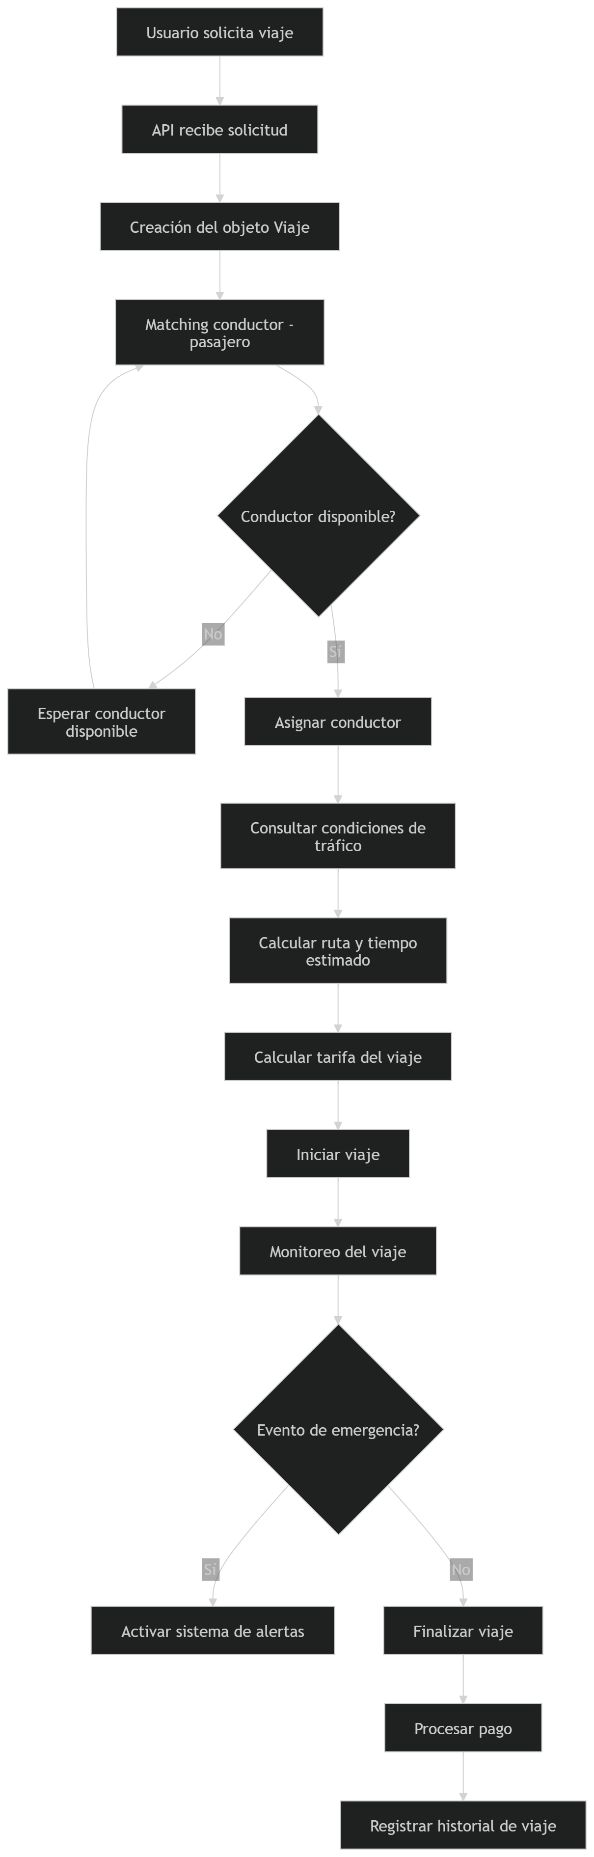 Usuario solicita viaje
API recibe solicitud
Creación del objeto Viaje
Matching conductor -
pasajero
Conductor disponible?
No
Sí
Esperar conductor
disponible
Asignar conductor
Consultar condiciones de
tráfico
Calcular ruta y tiempo
estimado
Calcular tarifa del viaje
Iniciar viaje
Monitoreo del viaje
Evento de emergencia?
Sí
No
Activar sistema de alertas
Finalizar viaje
Procesar pago
Registrar historial de viaje